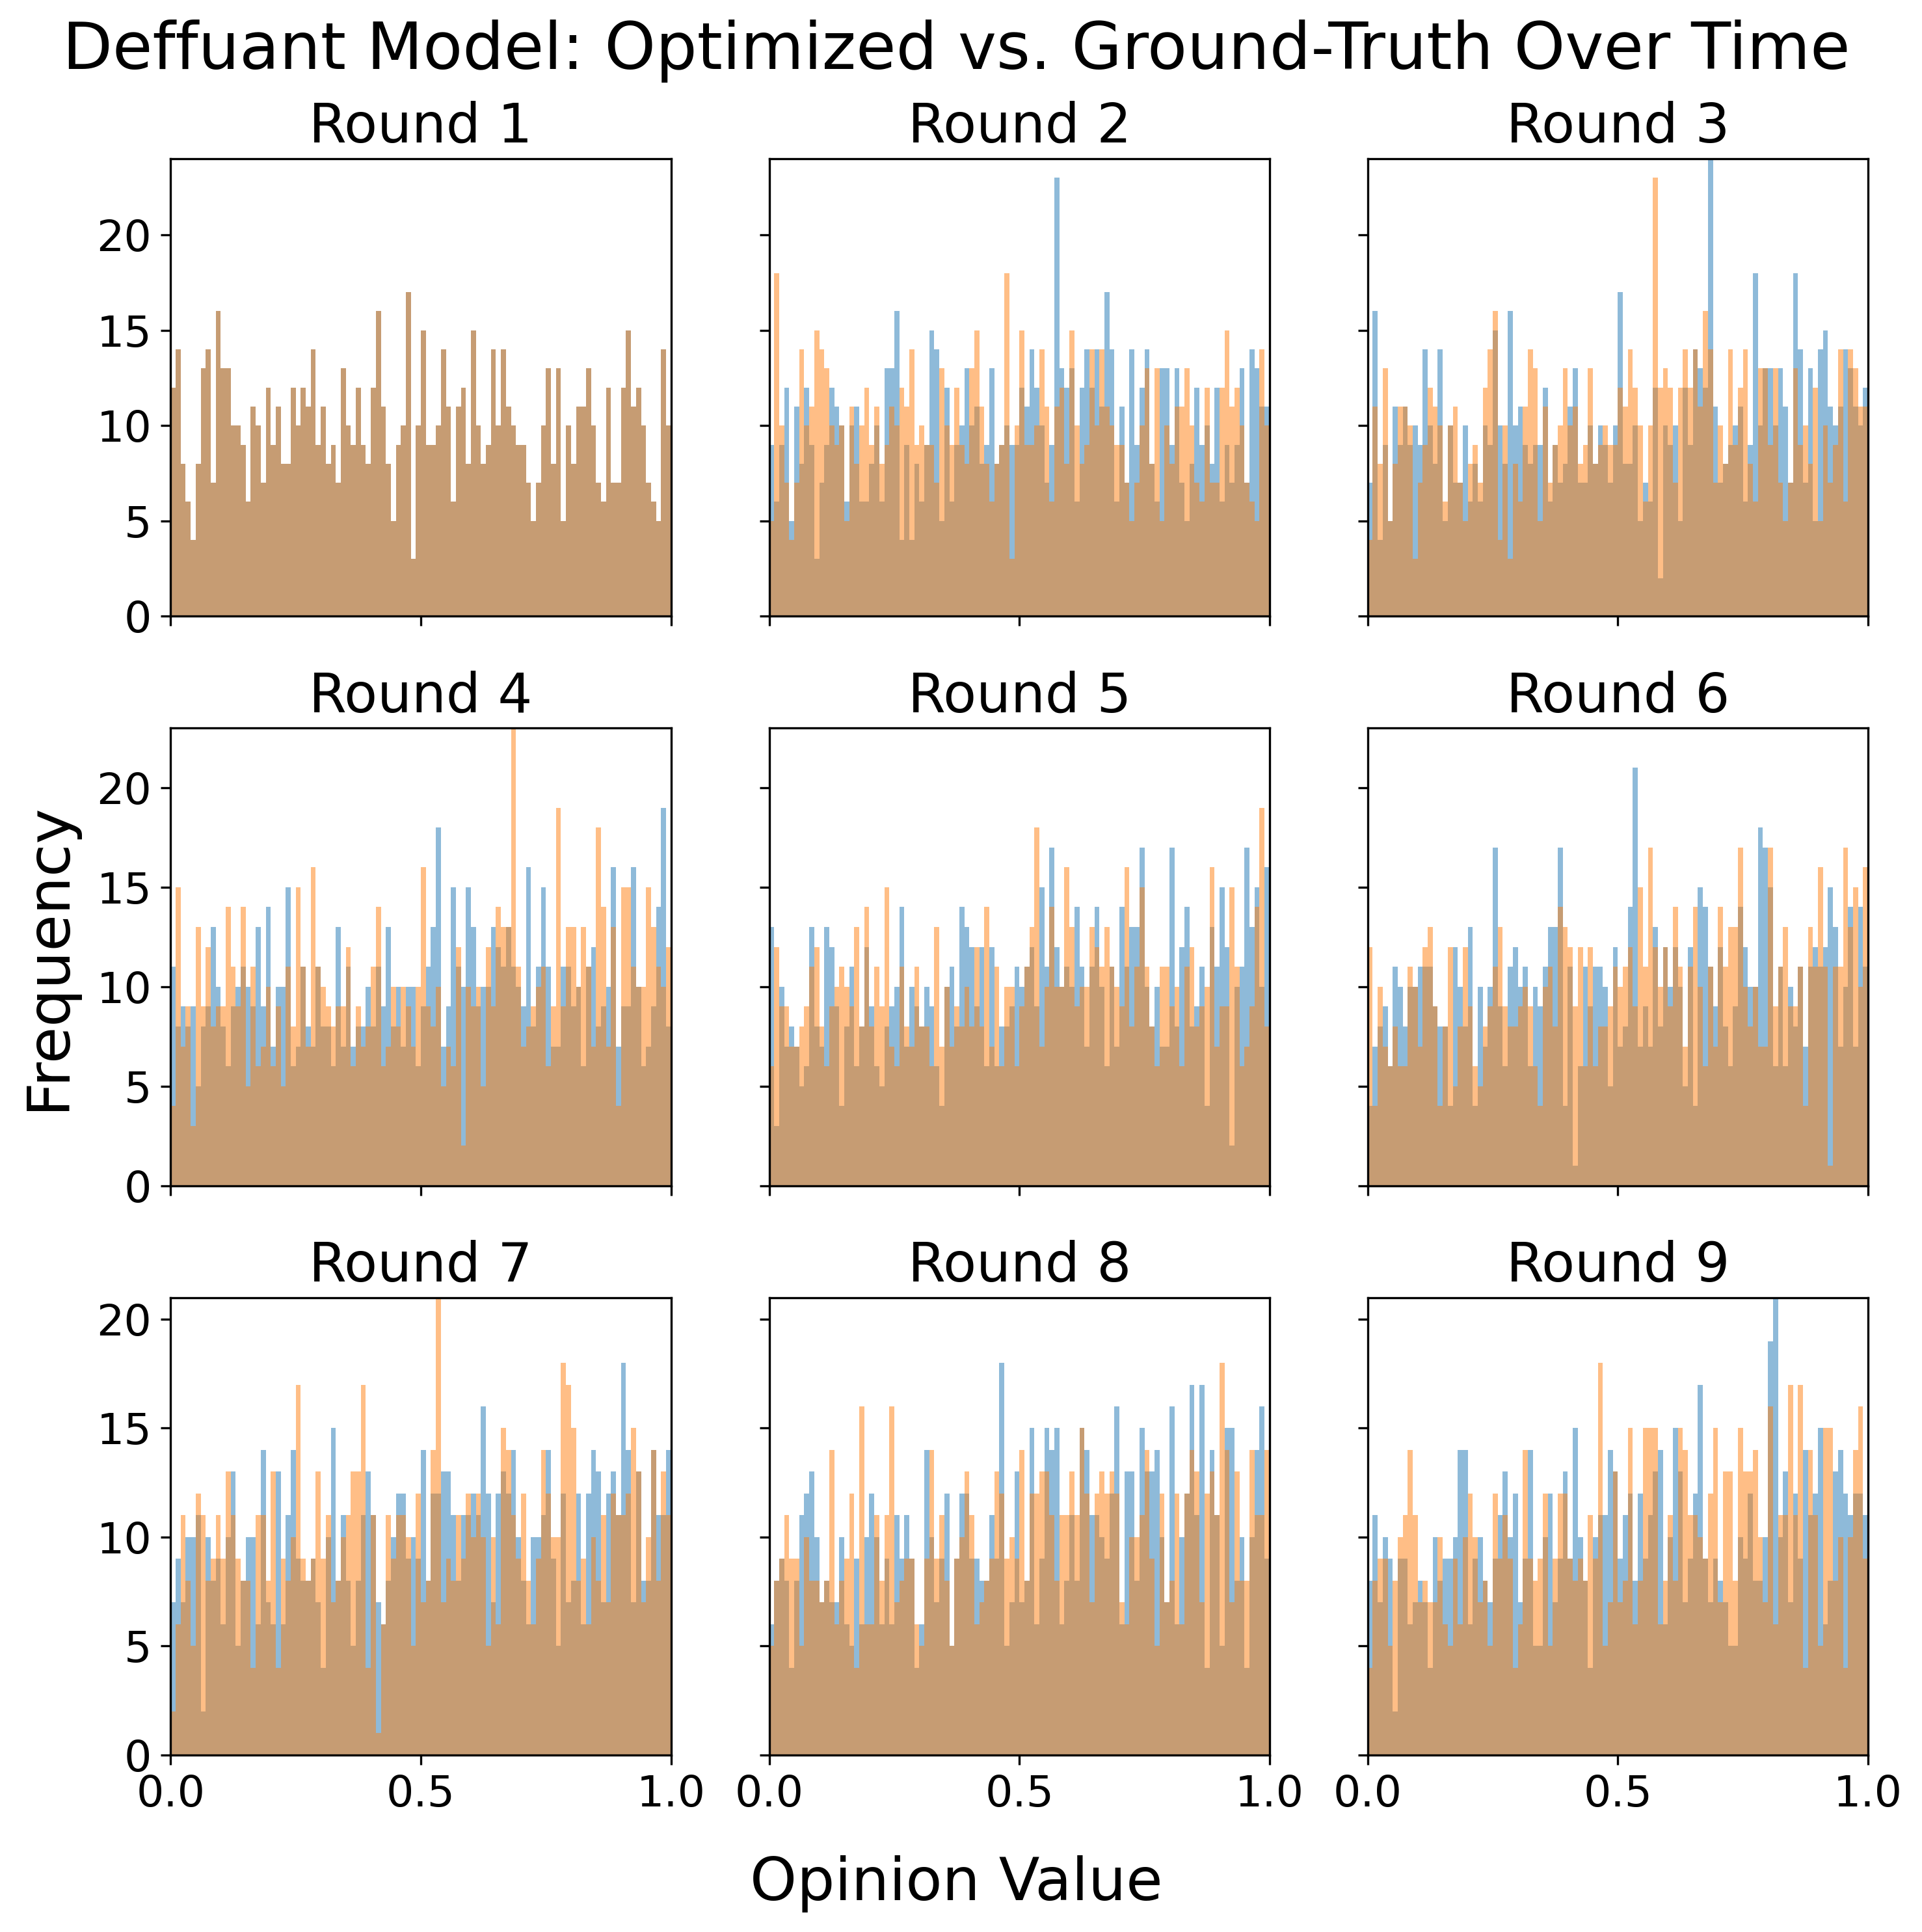 Deffuant Model: Optimized vs. Ground-Truth Over Time
Round 1
Round 2
Round 3
20
15
10
5
0
Round 4
Round 5
Round 6
Frequency
20
15
10
5
0
Round 7
Round 8
Round 9
20
15
10
5
0
0.0 0.5 1.0 0.0 0.5 1.0 0.0 0.5 1.0
Opinion Value